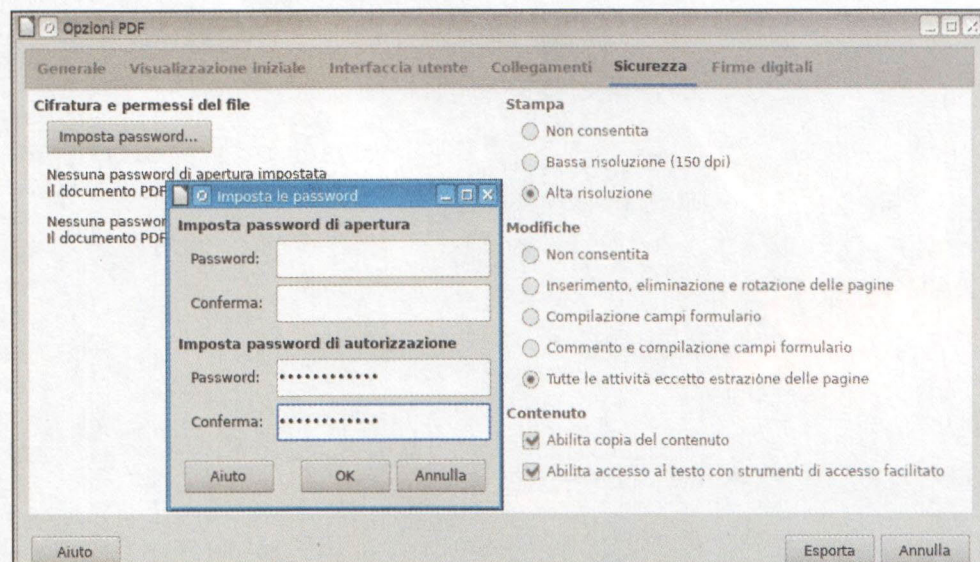 Opzioni PDF
Generale Visualizzazione iniziale Interfaccia utente Collegamenti Sicurezza Firme digitali
Cifratura e permessi del file
Imposta password...
Nessuna password di apertura impostata
Il documento PDF
Nessuna passwor
Il documento PDF
Imposta le password
Imposta password di apertura
Password:
Conferma:
Imposta password di autorizzazione
Password: ••••••••••••
Conferma: ••••••••••••
Aiuto OK Annulla
Stampa
Non consentita
Bassa risoluzione (150 dpi)
Alta risoluzione
Modifiche
Non consentita
Inserimento, eliminazione e rotazione delle pagine
Compilazione campi formulario
Commento e compilazione campi formulario
Tutte le attività eccetto estrazione delle pagine
Contenuto
Abilita copia del contenuto
Abilita accesso al testo con strumenti di accesso facilitato
Aiuto Esporta Annulla